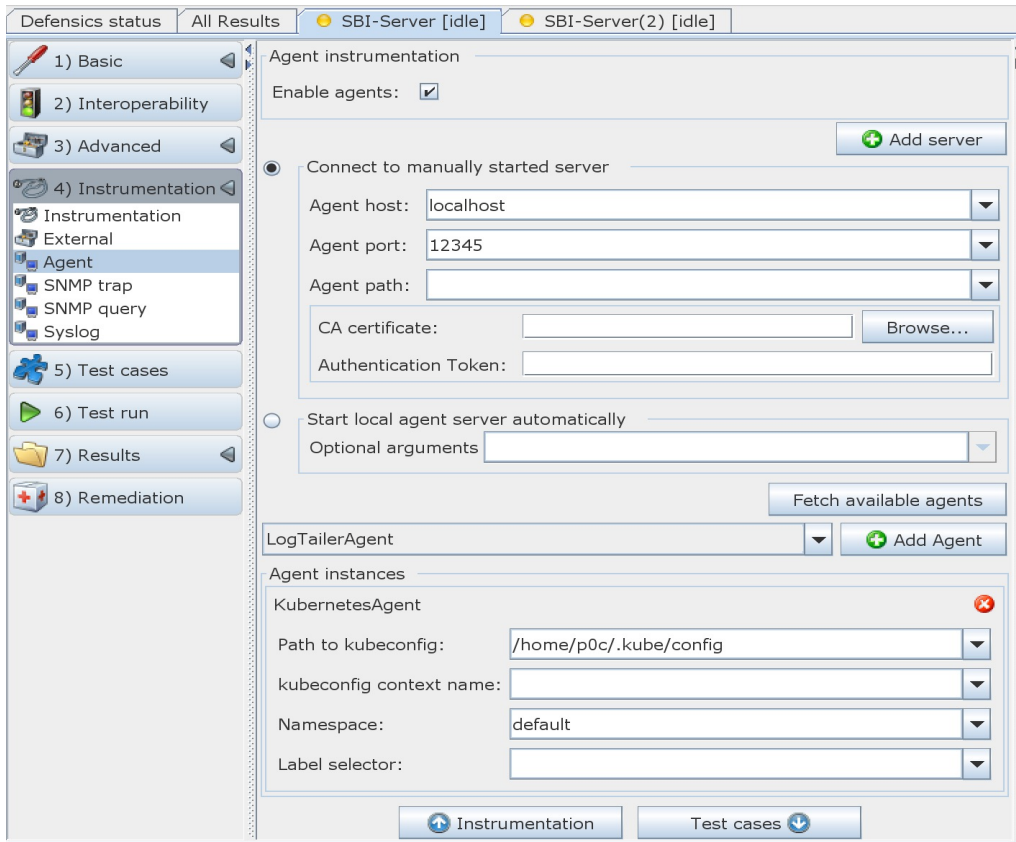 Defensics status
All Results
SBI-Server [idle]
SBI-Server(2) [idle]
1) Basic
2) Interoperability
3) Advanced
4) Instrumentation
Instrumentation
External
Agent
SNMP trap
SNMP query
Syslog
5) Test cases
6) Test run
7) Results
8) Remediation
Agent instrumentation
Enable agents:
Add server
Connect to manually started server
Agent host: localhost
Agent port: 12345
Agent path:
CA certificate: Browse...
Authentication Token:
Start local agent server automatically
Optional arguments
Fetch available agents
LogTailerAgent
Add Agent
Agent instances
KubernetesAgent
Path to kubeconfig: /home/p0c/.kube/config
kubeconfig context name:
Namespace: default
Label selector:
Instrumentation
Test cases